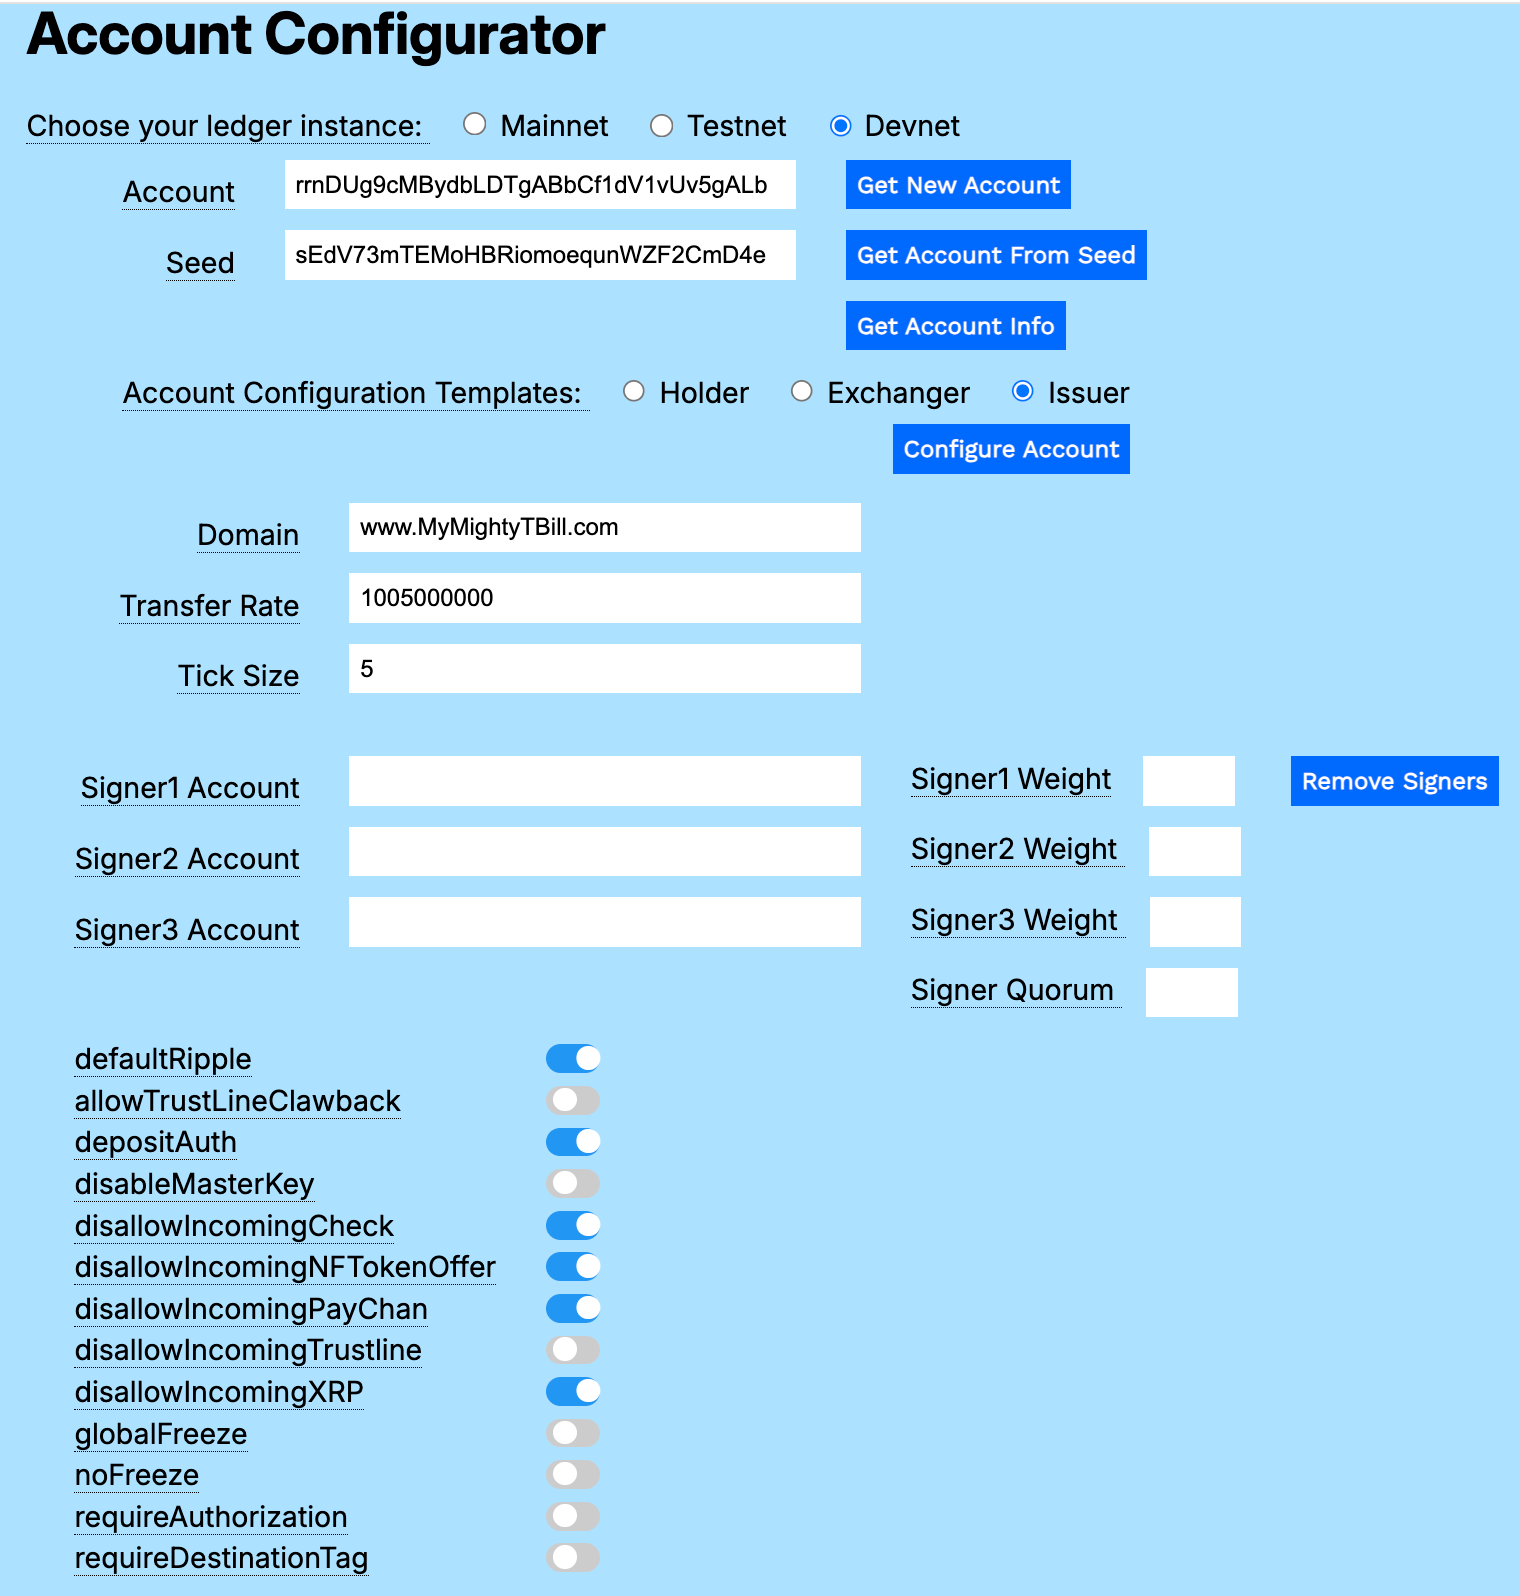 Account Configurator
Choose your ledger instance: Mainnet Testnet Devnet
Account rrnDUg9cMBydbLDTgABbCf1dV1vUv5gALb Get New Account
Seed sEdV73mTEMoHBRiomoequnWZF2CmD4e Get Account From Seed
Get Account Info
Account Configuration Templates: Holder Exchanger Issuer
Configure Account
Domain www.MyMightyTBill.com
Transfer Rate 1005000000
Tick Size 5
Signer1 Account Signer1 Weight Remove Signers
Signer2 Account Signer2 Weight
Signer3 Account Signer3 Weight
Signer Quorum
defaultRipple
allowTrustLineClawback
depositAuth
disableMasterKey
disallowIncomingCheck
disallowIncomingNFTokenOffer
disallowIncomingPayChan
disallowIncomingTrustline
disallowIncomingXRP
globalFreeze
noFreeze
requireAuthorization
requireDestinationTag